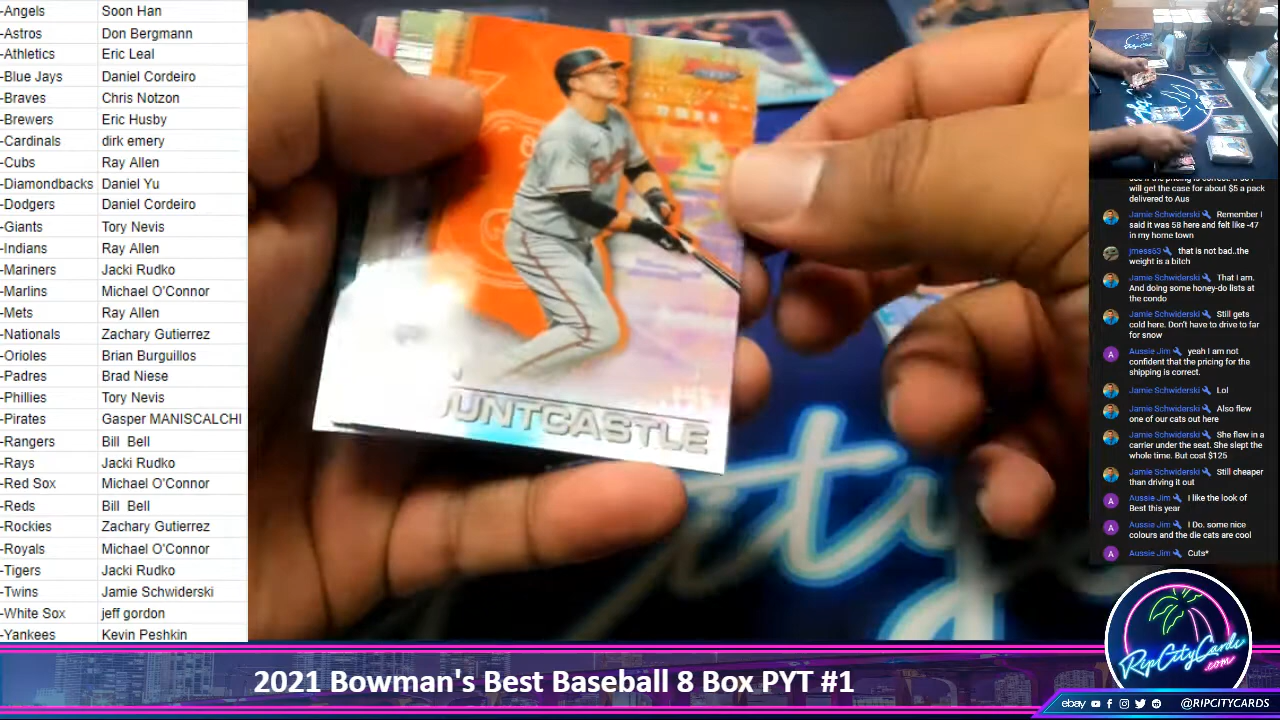 -Angels Soon Han
-Astros Don Bergmann
-Athletics Eric Leal
-Blue Jays Daniel Cordeiro
-Braves Chris Notzon
-Brewers Eric Husby
-Cardinals dirk emery
-Cubs Ray Allen
-Diamondbacks Daniel Yu
-Dodgers Daniel Cordeiro
-Giants Tory Nevis
-Indians Ray Allen
-Mariners Jacki Rudko
-Marlins Michael O'Connor
-Mets Ray Allen
-Nationals Zachary Gutierrez
-Orioles Brian Burguillos
-Padres Brad Niese
-Phillies Tory Nevis
-Pirates Gasper MANISCALCHI
-Rangers Bill Bell
-Rays Jacki Rudko
-Red Sox Michael O'Connor
-Reds Bill Bell
-Rockies Zachary Gutierrez
-Royals Michael O'Connor
-Tigers Jacki Rudko
-Twins Jamie Schwiderski
-White Sox jeff gordon
-Yankees Kevin Peshkin
OUNTCASTLE
will get the case for about $5 a pack
delivered to Aus
Jamie Schwiderski Remember I
said it was 58 here and felt like -47
in my home town
jmess63 that is not bad..the
weight is a bitch
Jamie Schwiderski That I am.
And doing some honey-do lists at
the condo
Jamie Schwiderski Still gets
cold here. Don't have to drive to far
for snow
A Aussie Jim yeah I am not
confident that the pricing for the
shipping is correct.
Jamie Schwiderski Lol
Jamie Schwiderski Also flew
one of our cats out here
Jamie Schwiderski She flew in a
carrier under the seat. She slept the
whole time. But cost $125
Jamie Schwiderski Still cheaper
than driving it out
A Aussie Jim I like the look of
Best this year
A Aussie Jim I Do. some nice
colours and the die cats are cool
A Aussie Jim Cuts*
RipCityCards
.com
2021 Bowman's Best Baseball 8 Box PYT #1
ebay @RIPCITYCARDS